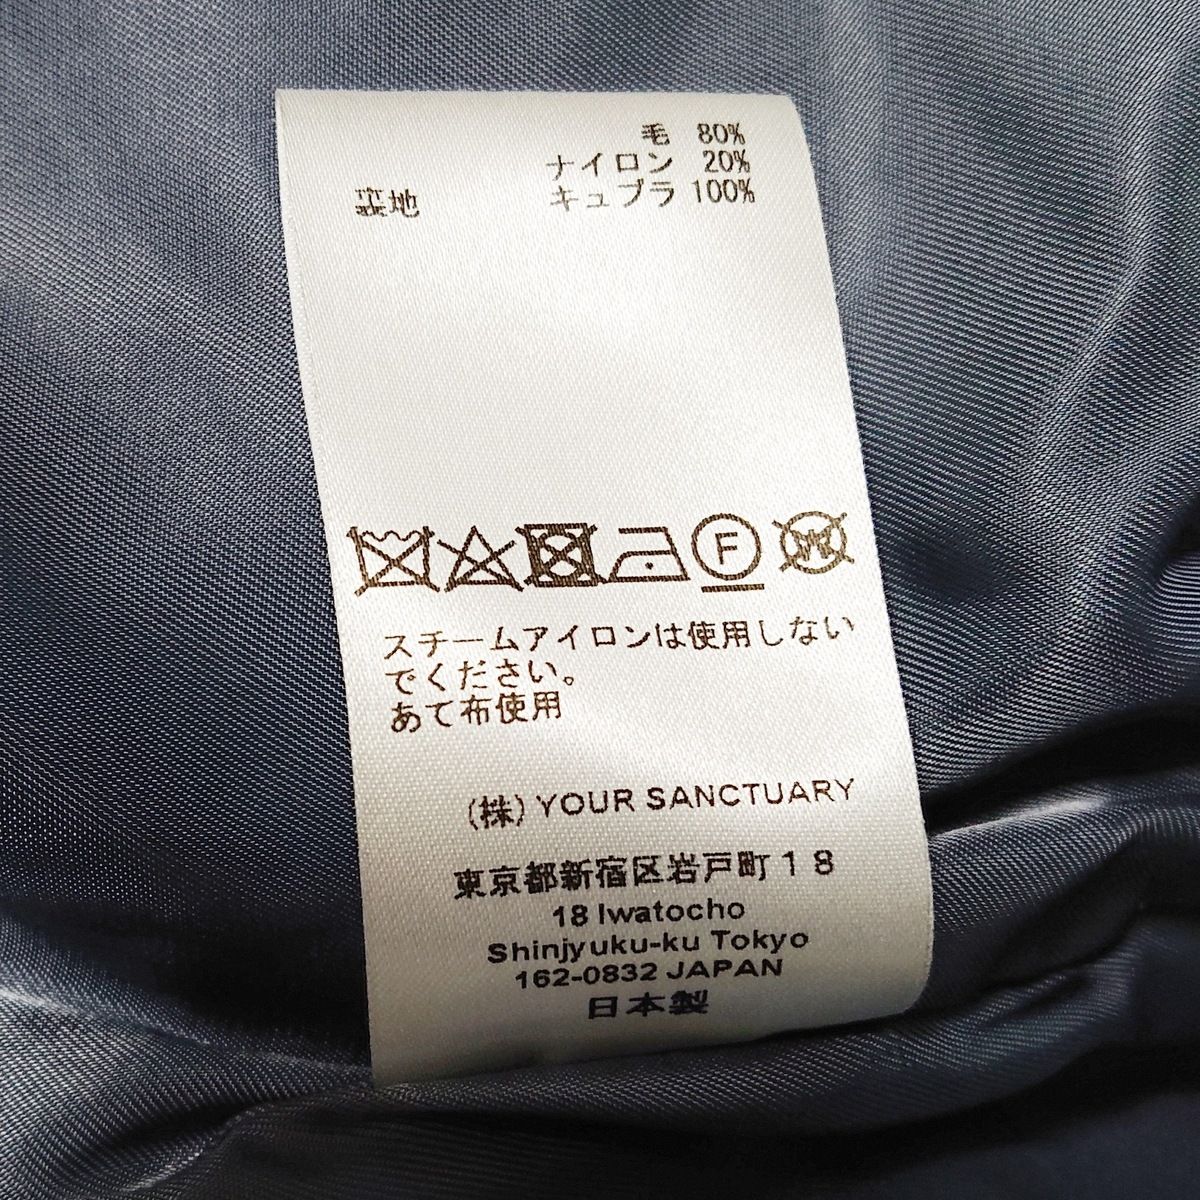 毛 80%
ナイロン 20%
裏地 キュプラ 100%
F
W
スチームアイロンは使用しない
でください。
あて布使用
(株) YOUR SANCTUARY
東京都新宿区岩戸町18
18 Iwatocho
Shinjyuku-ku Tokyo
162-0832 JAPAN
日本製